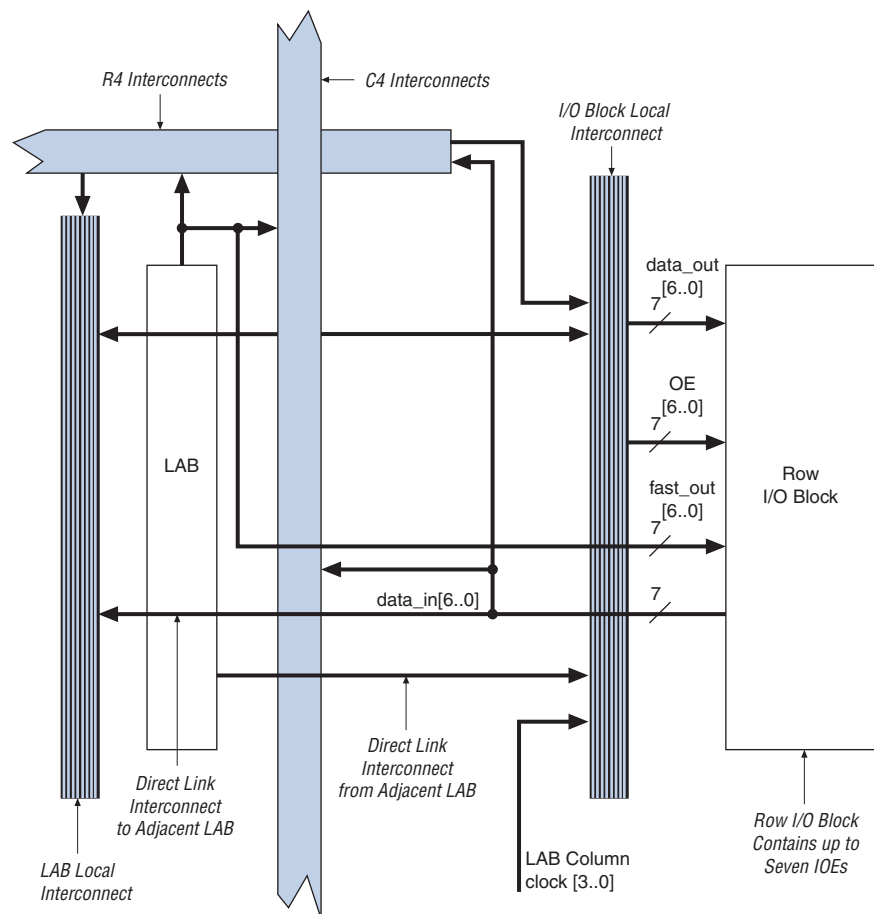 R4 Interconnects
C4 Interconnects
I/O Block Local
Interconnect
data_out
[6..0]
7
OE
[6..0]
7
LAB
Row
I/O Block
fast_out
[6..0]
7
data_in[6..0]
7
Direct Link
Interconnect
to Adjacent LAB
Direct Link
Interconnect
from Adjacent LAB
LAB Local
Interconnect
LAB Column
clock [3..0]
Row I/O Block
Contains up to
Seven IOEs